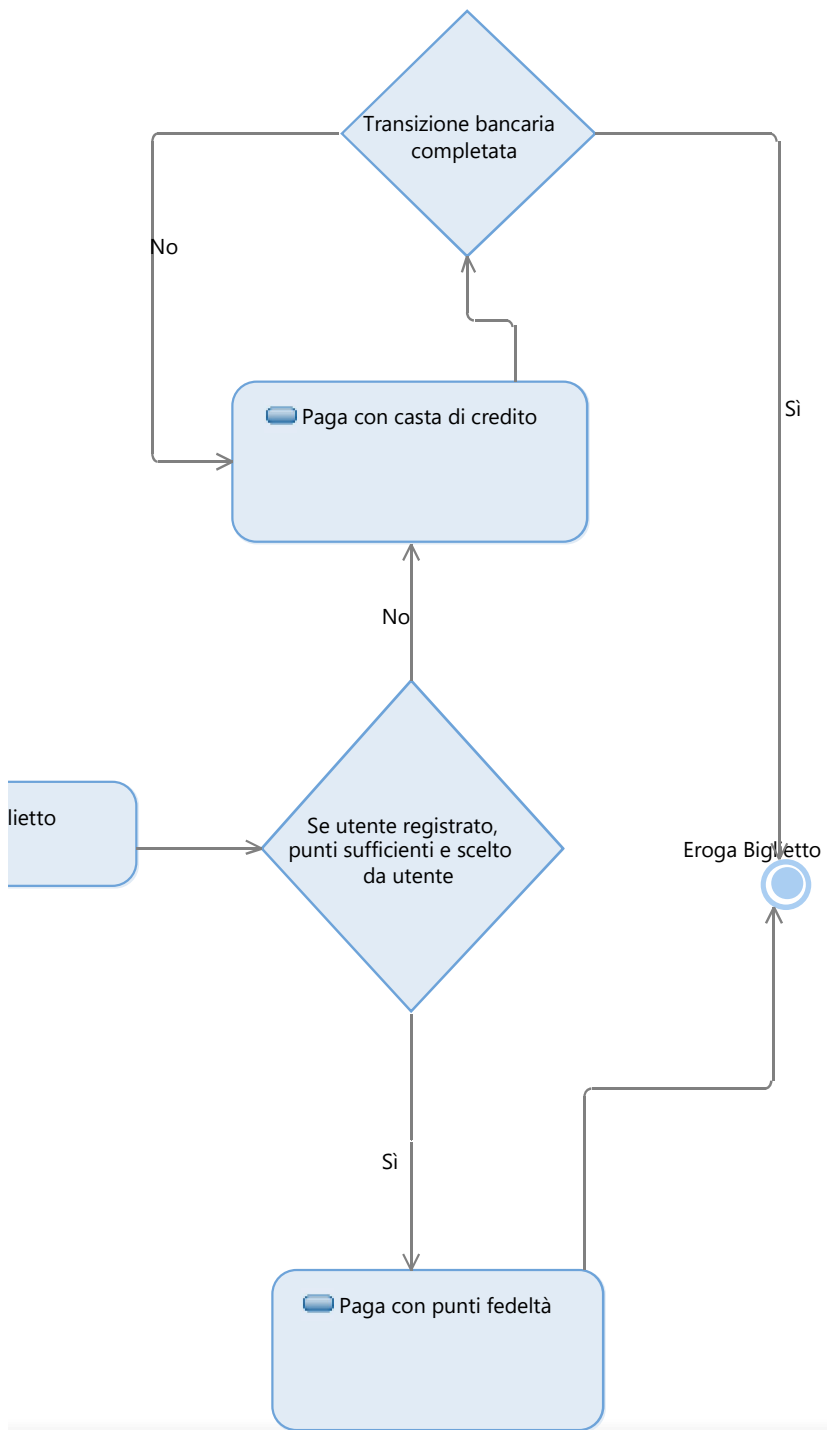 Transizione bancaria
completata
No
Paga con casta di credito
Sì
No
lietto
Se utente registrato,
punti sufficienti e scelto
da utente
Eroga Biglietto
Sì
Paga con punti fedeltà